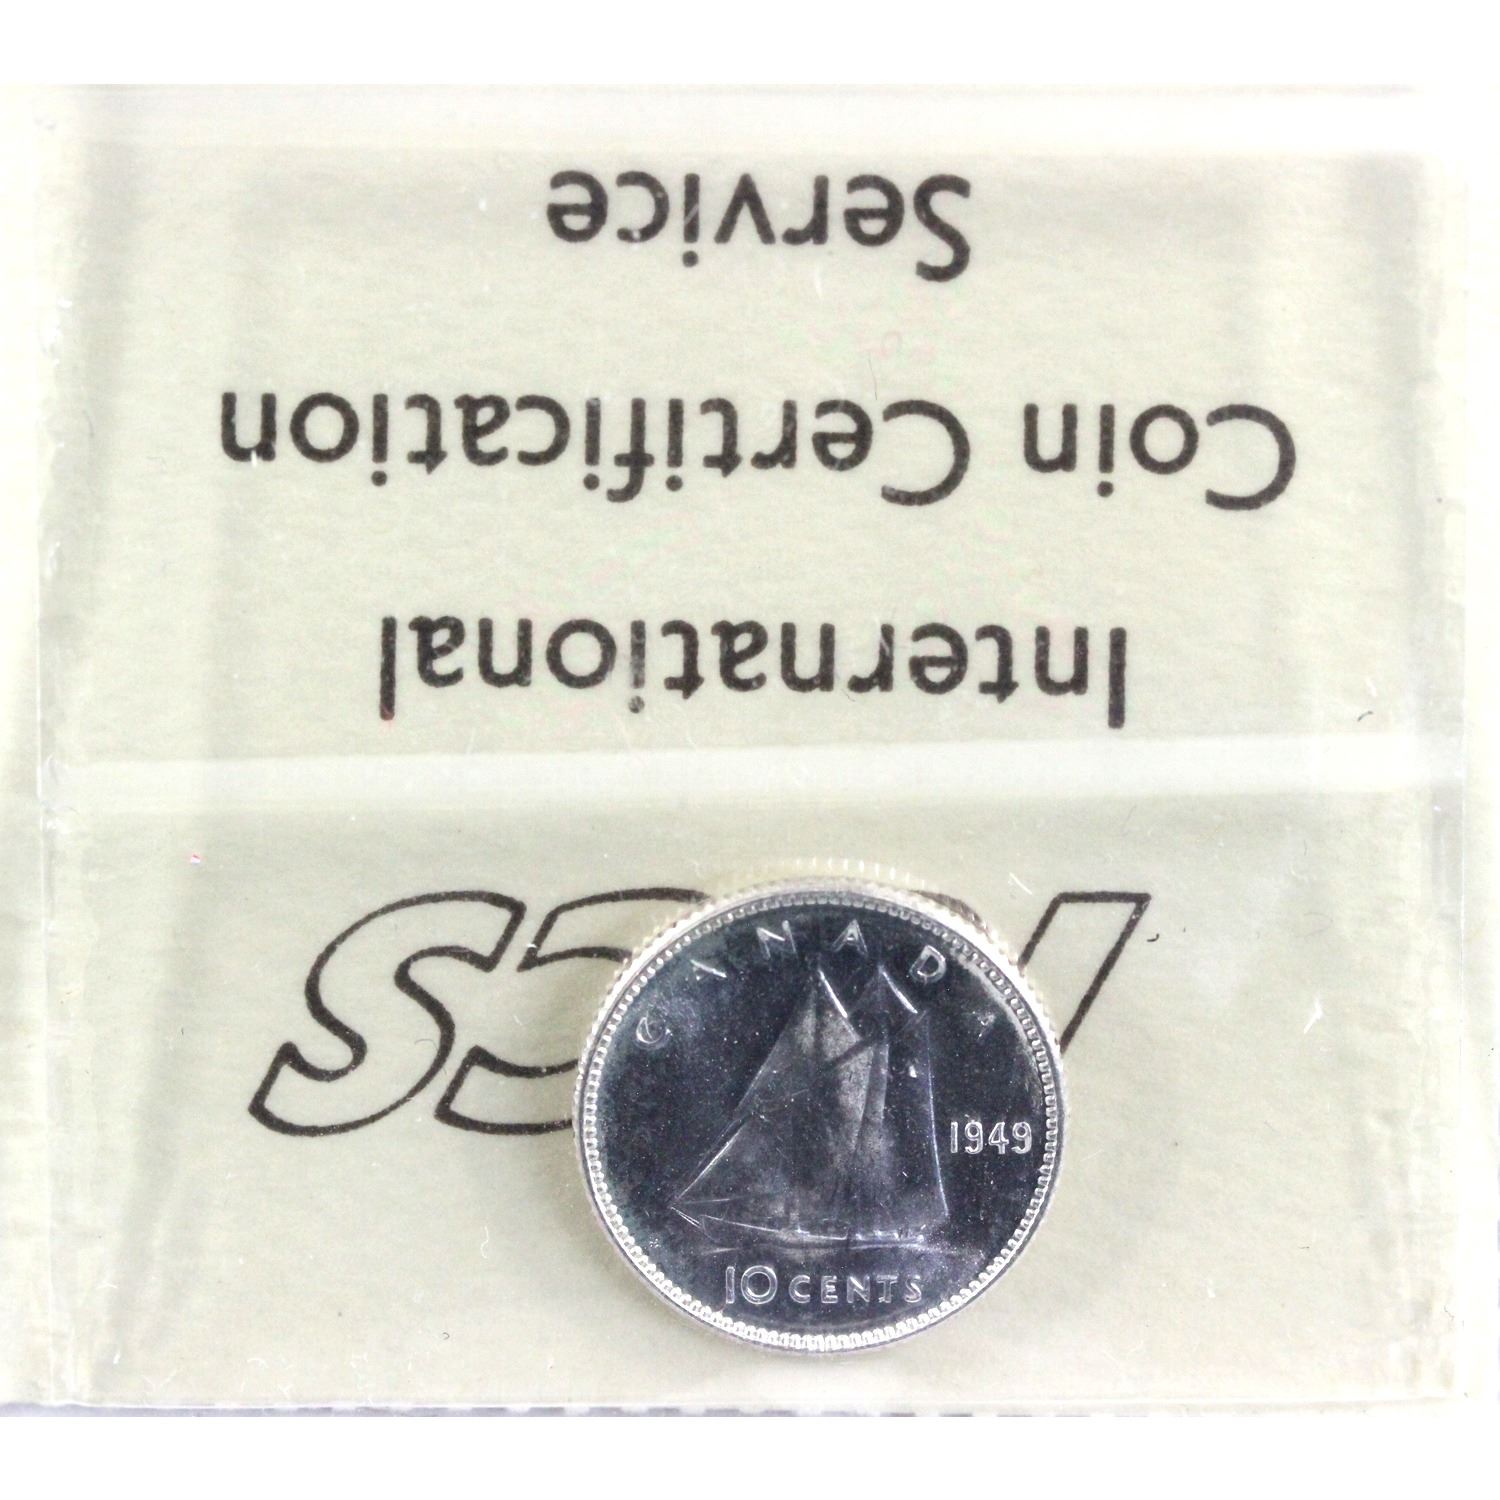 ICCS
International
Coin Certification
Service
CANADA
1949
10 CENTS